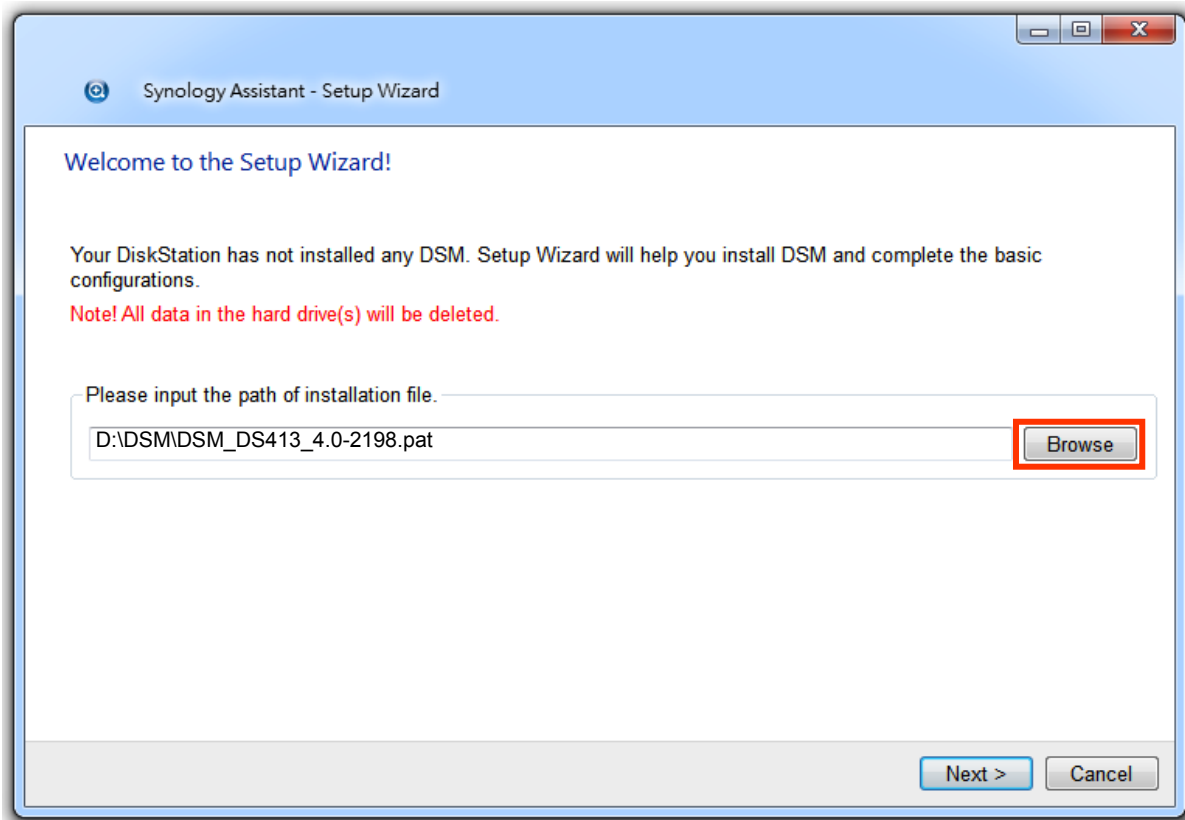 Synology Assistant - Setup Wizard
Welcome to the Setup Wizard!
Your DiskStation has not installed any DSM. Setup Wizard will help you install DSM and complete the basic
configurations.
Note! All data in the hard drive(s) will be deleted.
Please input the path of installation file.
D:\DSM\DSM_DS413_4.0-2198.pat
Browse
Next >
Cancel